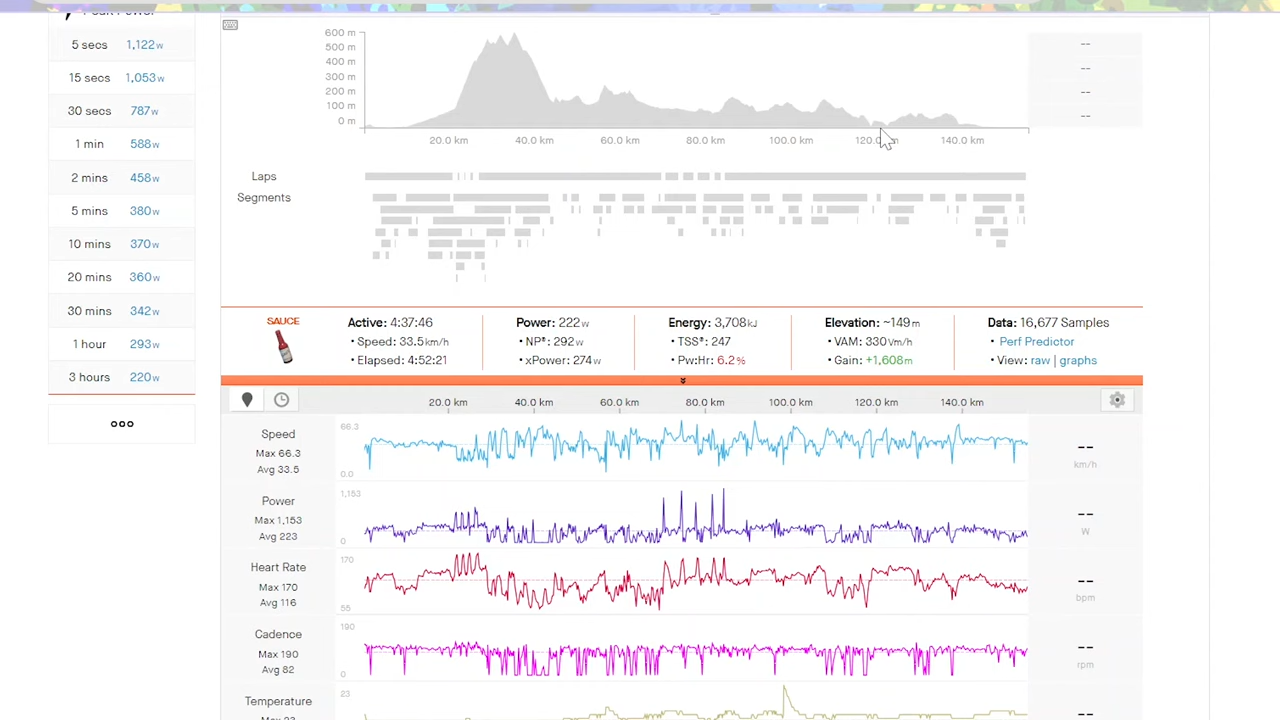 5 secs 1,122w
15 secs 1,053w
30 secs 787w
1 min 588w
2 mins 458w
5 mins 380w
10 mins 370w
20 mins 360w
30 mins 342w
1 hour 293w
3 hours 220w
600 m
500 m
400 m
300 m
200 m
100 m
0 m
20.0 km 40.0 km 60.0 km 80.0 km 100.0 km 140.0 km
--
--
--
--
Laps
Segments
SAUCE
Active: 4:37:46
• Speed: 33.5km/h
• Elapsed: 4:52:21
Power: 222w
• NP®: 292w
• xPower: 274w
Energy: 3,708kJ
• TSS®: 247
• Pw:Hr: 6.2%
Elevation: ~149m
• VAM: 330Vm/h
• Gain: +1,608m
Data: 16,677 Samples
• Perf Predictor
• View: raw | graphs
20.0 km 40.0 km 60.0 km 80.0 km 100.0 km 120.0 km 140.0 km
Speed
Max 66.3
Avg 33.5
66.3
0.0
--
km/h
Power
Max 1,153
Avg 223
1,153
0
--
W
Heart Rate
Max 170
Avg 116
170
55
--
bpm
Cadence
Max 190
Avg 82
190
0
--
rpm
Temperature
23
--